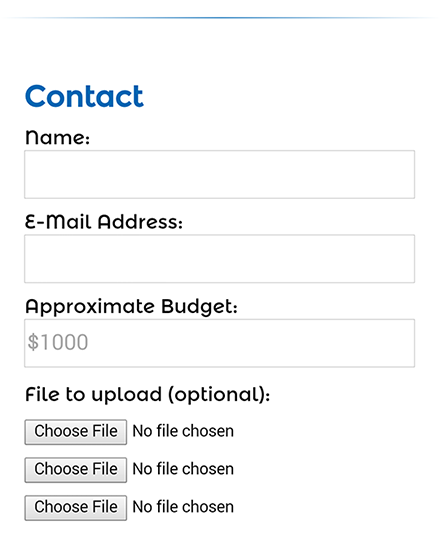 Contact
Name:
E-Mail Address:
Approximate Budget:
$1000
File to upload (optional):
Choose File No file chosen
Choose File No file chosen
Choose File No file chosen